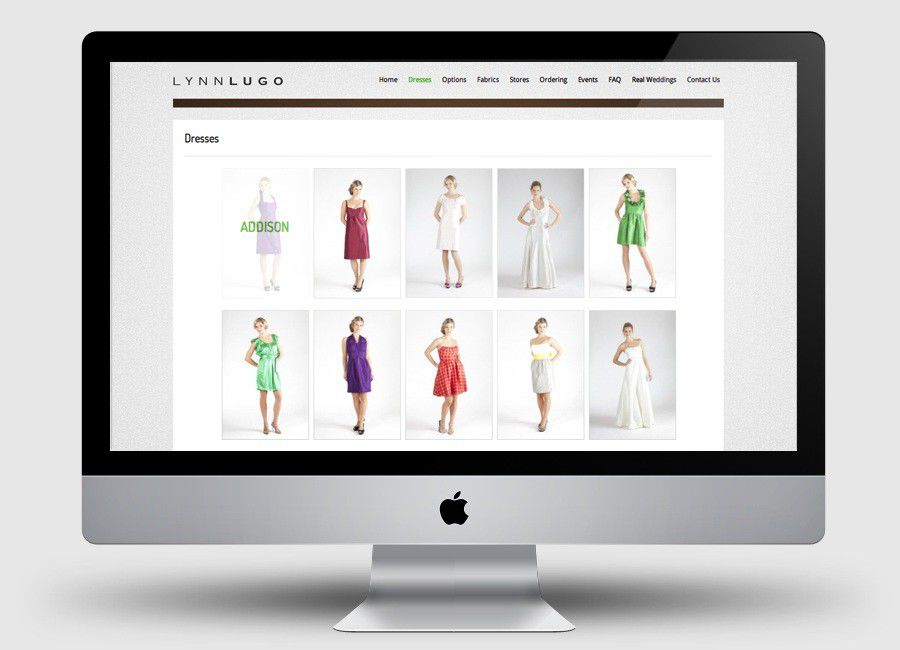 LYNNLUGO
Home Dresses Options Fabrics Stores Ordering Events FAQ Real Weddings Contact Us
Dresses
ADDISON